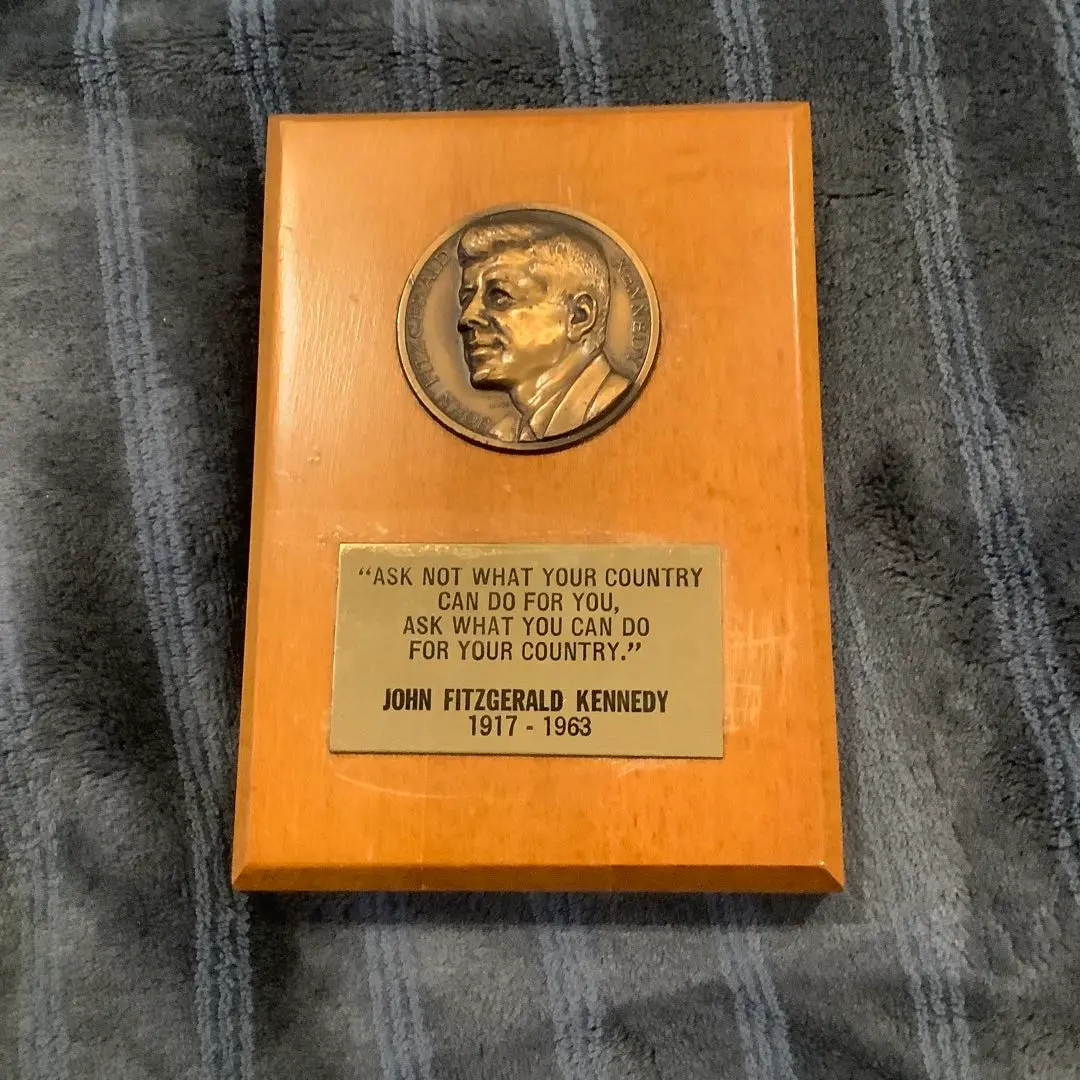 JOHN FITZGERALD KENNEDY
“ASK NOT WHAT YOUR COUNTRY
CAN DO FOR YOU,
ASK WHAT YOU CAN DO
FOR YOUR COUNTRY.”
JOHN FITZGERALD KENNEDY
1917 - 1963